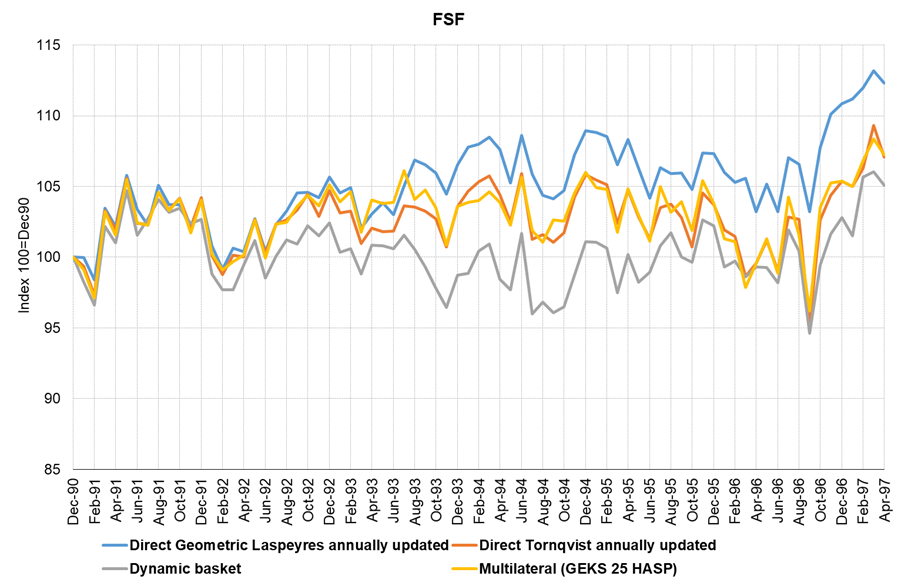 FSF
Index 100=Dec90
115
110
105
100
95
90
85
Dec-90
Feb-91
Apr-91
Jun-91
Aug-91
Oct-91
Dec-91
Feb-92
Apr-92
Jun-92
Aug-92
Oct-92
Dec-92
Feb-93
Apr-93
Jun-93
Aug-93
Oct-93
Dec-93
Feb-94
Apr-94
Jun-94
Aug-94
Oct-94
Dec-94
Feb-95
Apr-95
Jun-95
Aug-95
Oct-95
Dec-95
Feb-96
Apr-96
Jun-96
Aug-96
Oct-96
Dec-96
Feb-97
Apr-97
Direct Geometric Laspeyres annually updated
Direct Tornqvist annually updated
Dynamic basket
Multilateral (GEKS 25 HASP)